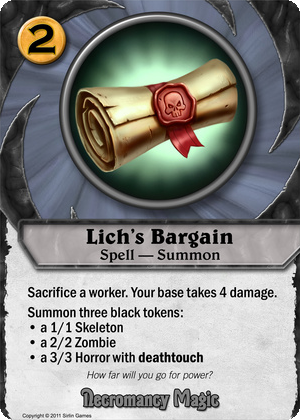 2
Lich's Bargain
Spell — Summon
Sacrifice a worker. Your base takes 4 damage.
Summon three black tokens:
• a 1/1 Skeleton
• a 2/2 Zombie
• a 3/3 Horror with deathtouch
How far will you go for power?
Necromancy Magic
Copyright © 2011 Sirlin Games